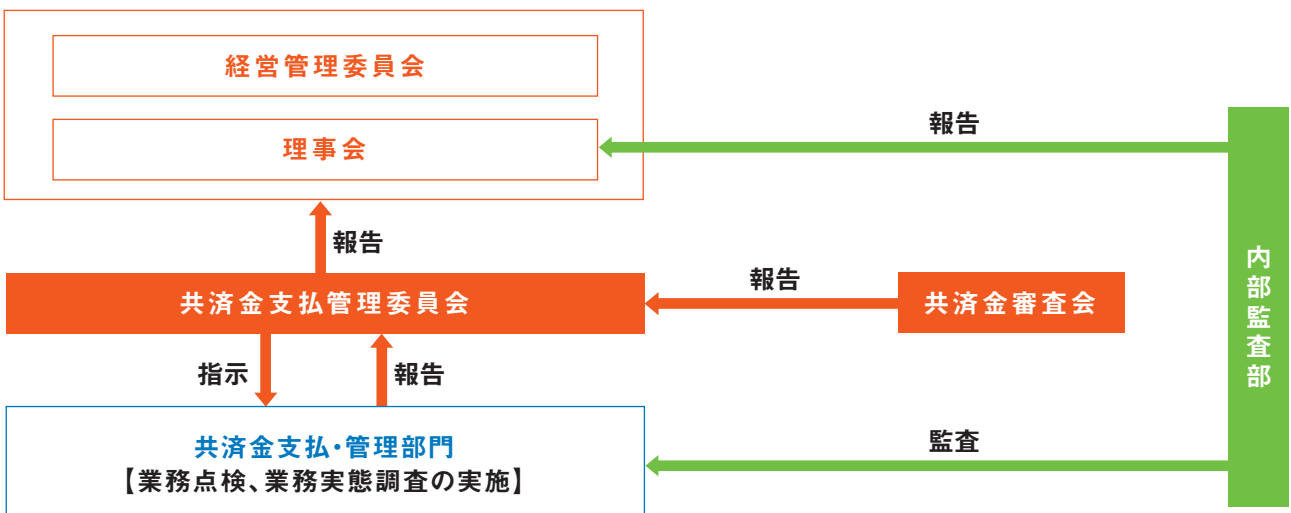 経営管理委員会
理事会
報告
報告
共済金支払管理委員会
報告
共済金審査会
内部監査部
指示
報告
共済金支払・管理部門
【業務点検、業務実態調査の実施】
監査